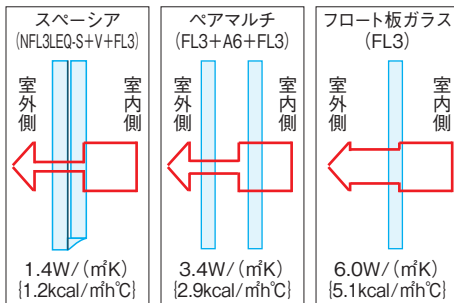 スペーシア
(NFL3LEQ-S+V+FL3)
室外側
室内側
1.4W/(㎡K)
{1.2kcal/㎡h℃}
ペアマルチ
(FL3+A6+FL3)
室外側
室内側
3.4W/(㎡K)
{2.9kcal/㎡h℃}
フロート板ガラス
(FL3)
室外側
室内側
6.0W/(㎡K)
{5.1kcal/㎡h℃}